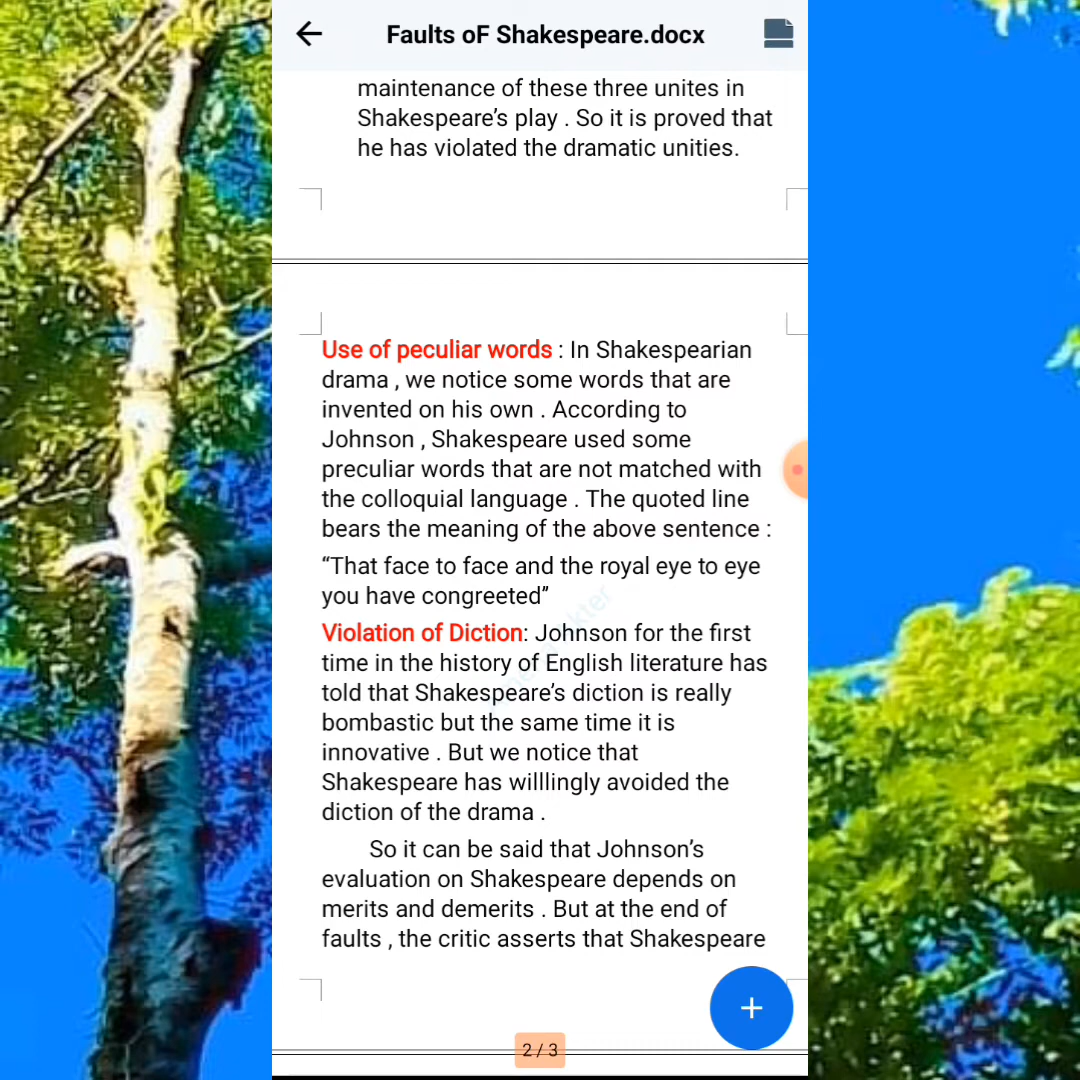 Faults oF Shakespeare.docx
maintenance of these three unites in
Shakespeare’s play . So it is proved that
he has violated the dramatic unities.
Use of peculiar words : In Shakespearian
drama , we notice some words that are
invented on his own . According to
Johnson , Shakespeare used some
preculiar words that are not matched with
the colloquial language . The quoted line
bears the meaning of the above sentence :
“That face to face and the royal eye to eye
you have congreeted”
Violation of Diction: Johnson for the first
time in the history of English literature has
told that Shakespeare’s diction is really
bombastic but the same time it is
innovative . But we notice that
Shakespeare has willlingly avoided the
diction of the drama .
So it can be said that Johnson’s
evaluation on Shakespeare depends on
merits and demerits . But at the end of
faults , the critic asserts that Shakespeare
2 / 3